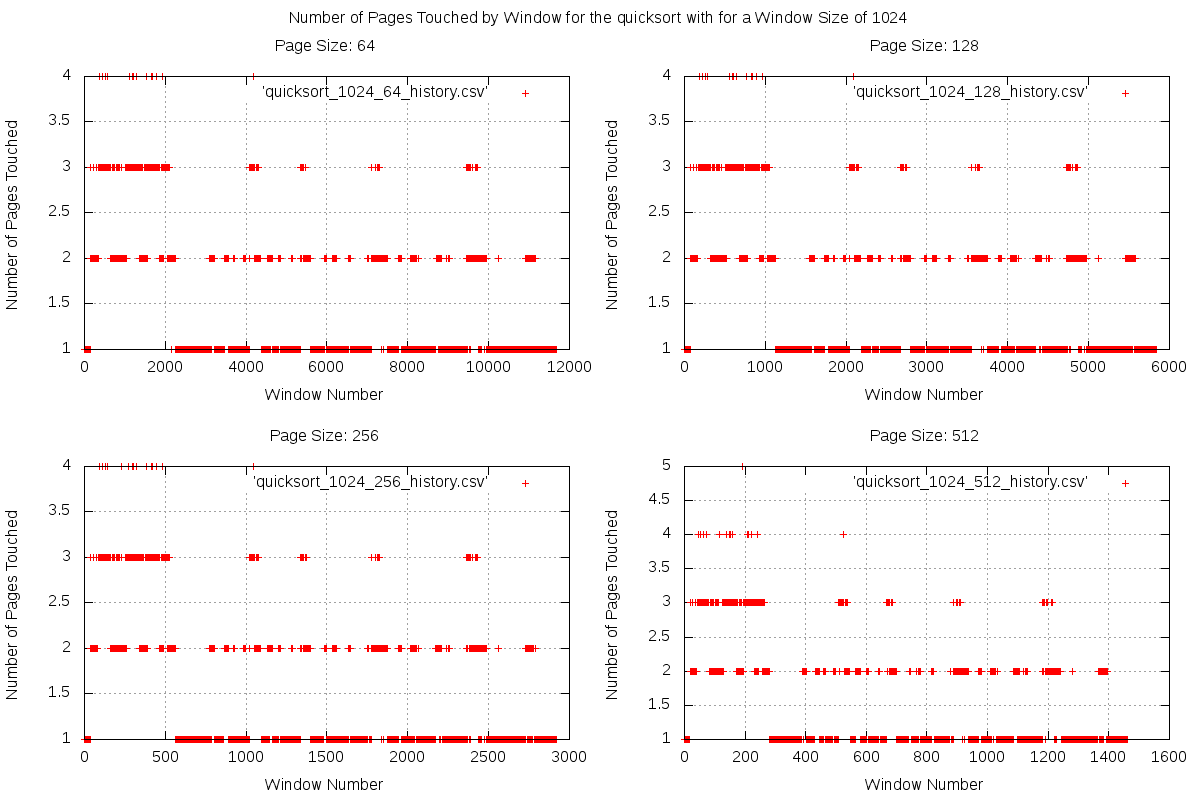 Number of Pages Touched by Window for the quicksort with for a Window Size of 1024
Page Size: 64
Number of Pages Touched
4
3.5
3
2.5
2
1.5
1
'quicksort_1024_64_history.csv'
0 2000 4000 6000 8000 10000 12000
Window Number
Page Size: 128
Number of Pages Touched
4
3.5
3
2.5
2
1.5
1
'quicksort_1024_128_history.csv'
0 1000 2000 3000 4000 5000 6000
Window Number
Page Size: 256
Number of Pages Touched
4
3.5
3
2.5
2
1.5
1
'quicksort_1024_256_history.csv'
0 500 1000 1500 2000 2500 3000
Window Number
Page Size: 512
Number of Pages Touched
5
4.5
4
3.5
3
2.5
2
1.5
1
'quicksort_1024_512_history.csv'
0 200 400 600 800 1000 1200 1400 1600
Window Number